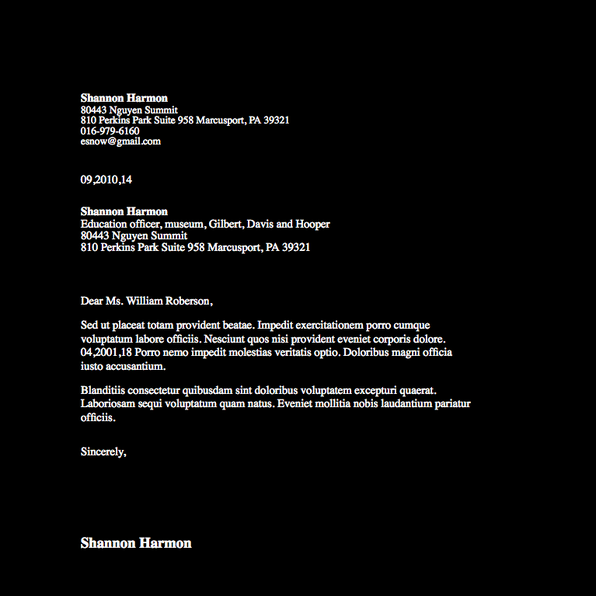 Shannon Harmon
80443 Nguyen Summit
810 Perkins Park Suite 958 Marcusport, PA 39321
016-979-6160
esnow@gmail.com
09,2010,14
Shannon Harmon
Education officer, museum, Gilbert, Davis and Hooper
80443 Nguyen Summit
810 Perkins Park Suite 958 Marcusport, PA 39321
Dear Ms. William Roberson,
Sed ut placeat totam provident beatae. Impedit exercitationem porro cumque
voluptatum labore officiis. Nesciunt quos nisi provident eveniet corporis dolore.
04,2001,18 Porro nemo impedit molestias veritatis optio. Doloribus magni officia
iusto accusantium.
Blanditiis consectetur quibusdam sint doloribus voluptatem excepturi quaerat.
Laboriosam sequi voluptatum quam natus. Eveniet mollitia nobis laudantium pariatur
officiis.
Sincerely,
Shannon Harmon